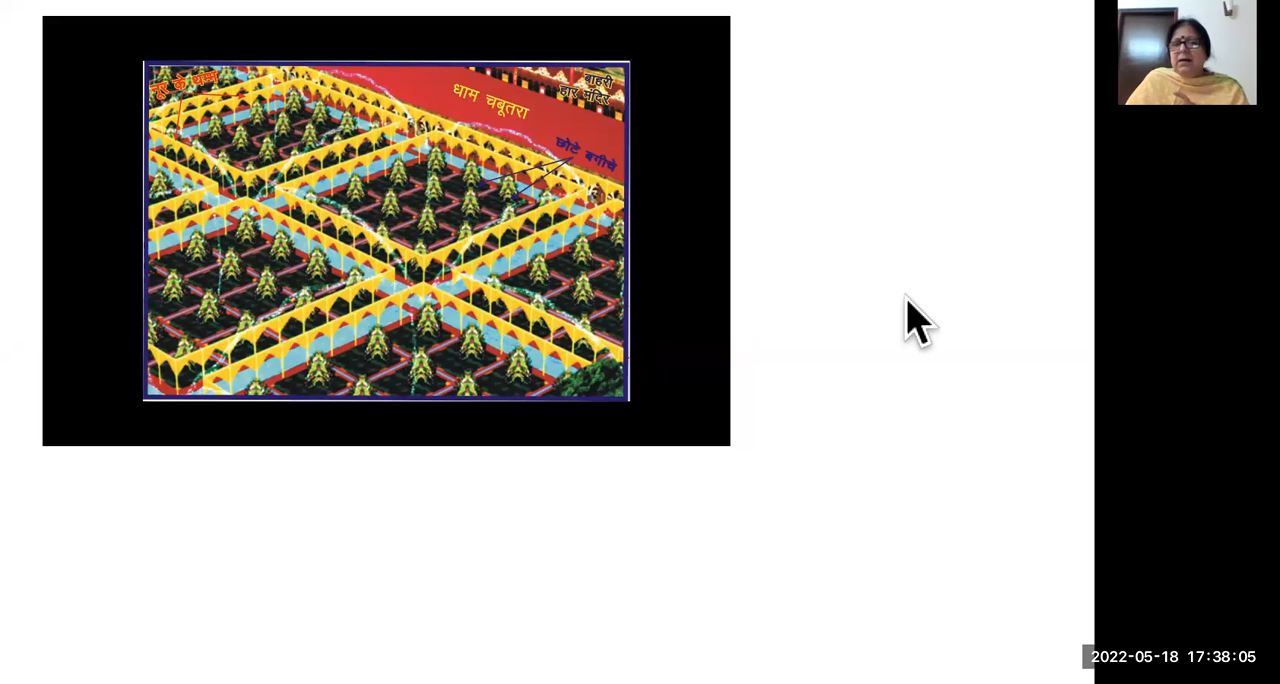 नूर के थम्भ
धाम चबूतरा
बाहरी
हार मंदिर
छोटे बगीचे
2022-05-18 17:38:05